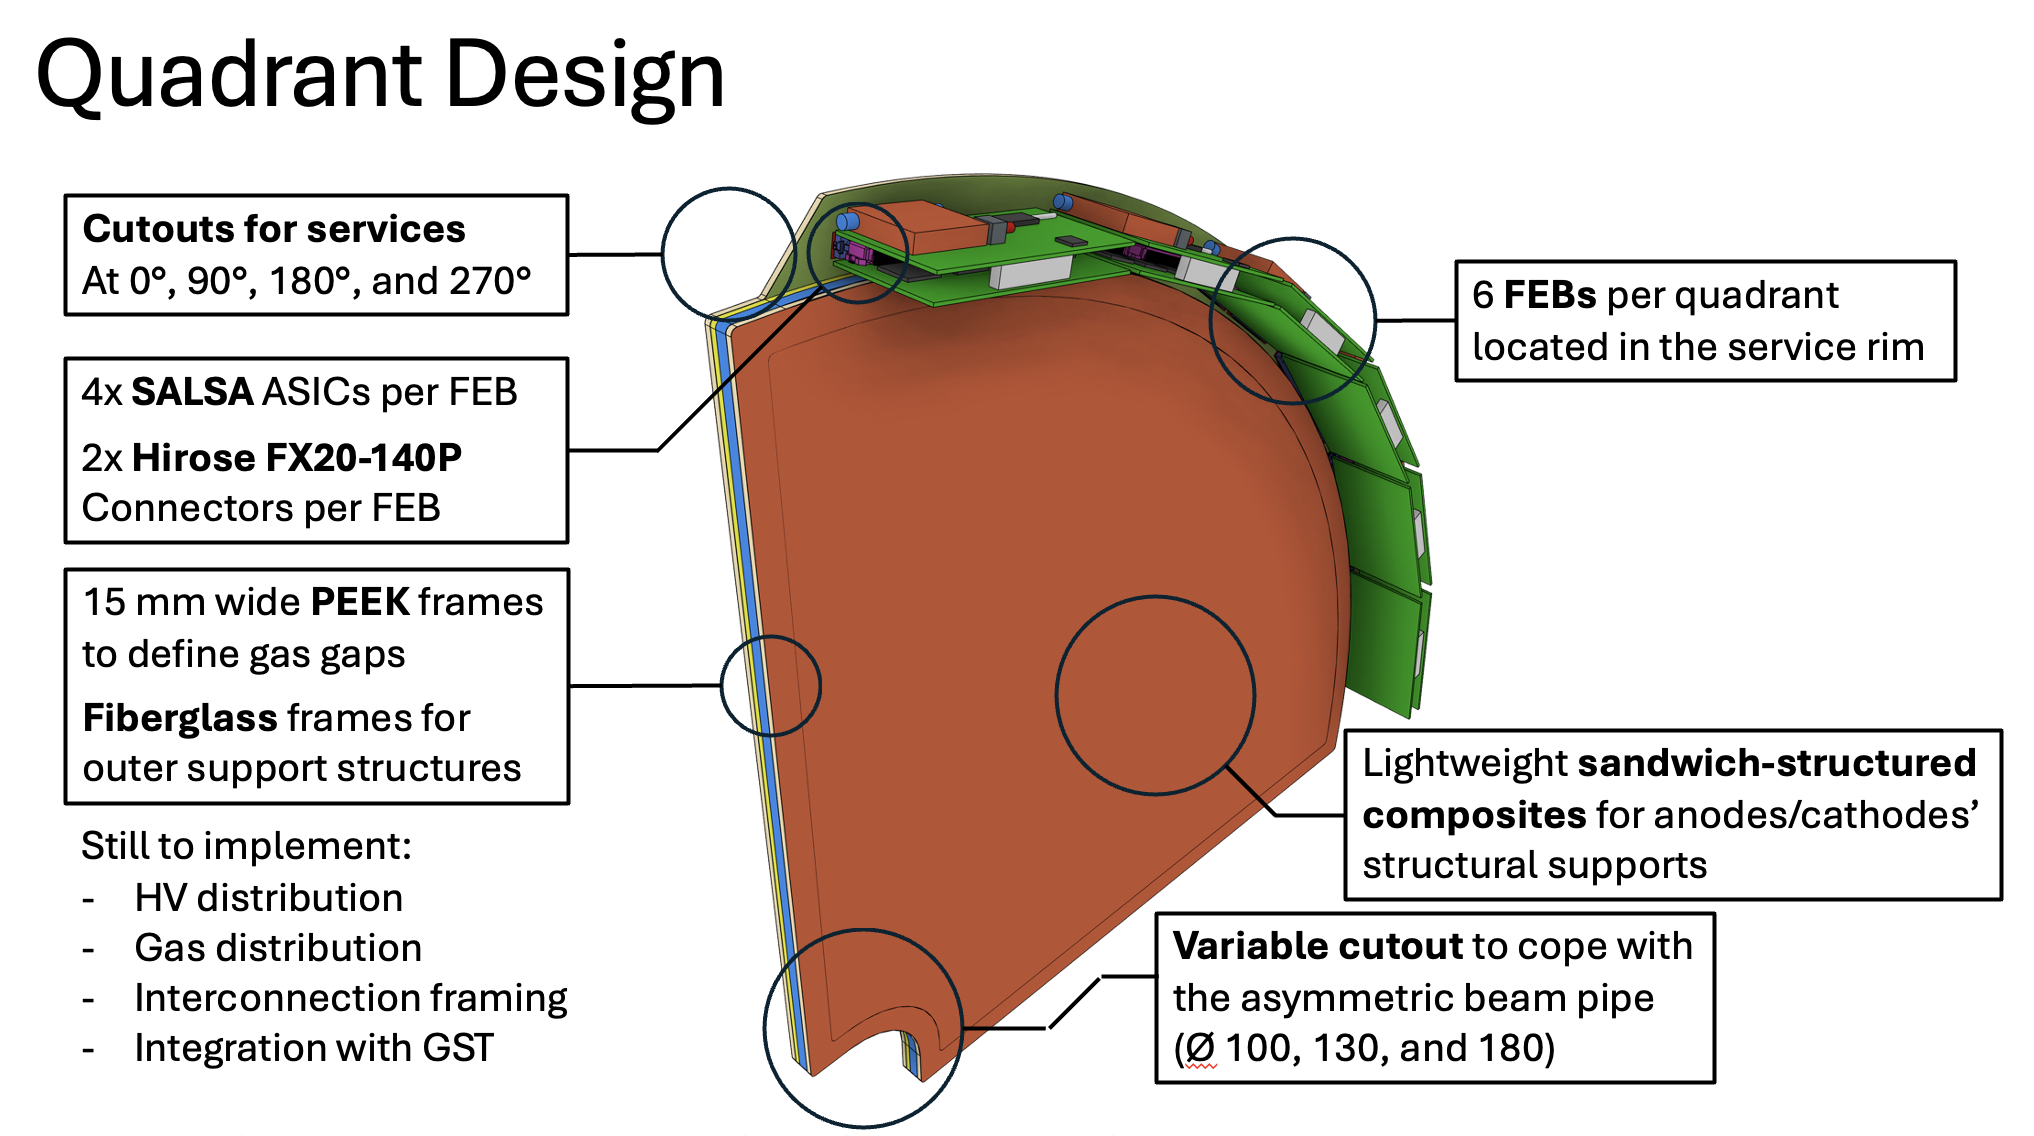 Quadrant Design
Cutouts for services
At 0°, 90°, 180°, and 270°
4x SALSA ASICs per FEB
2x Hirose FX20-140P
Connectors per FEB
15 mm wide PEEK frames
to define gas gaps
Fiberglass frames for
outer support structures
Still to implement:
- HV distribution
- Gas distribution
- Interconnection framing
- Integration with GST
6 FEBs per quadrant
located in the service rim
Lightweight sandwich-structured
composites for anodes/cathodes’
structural supports
Variable cutout to cope with
the asymmetric beam pipe
(Ø 100, 130, and 180)